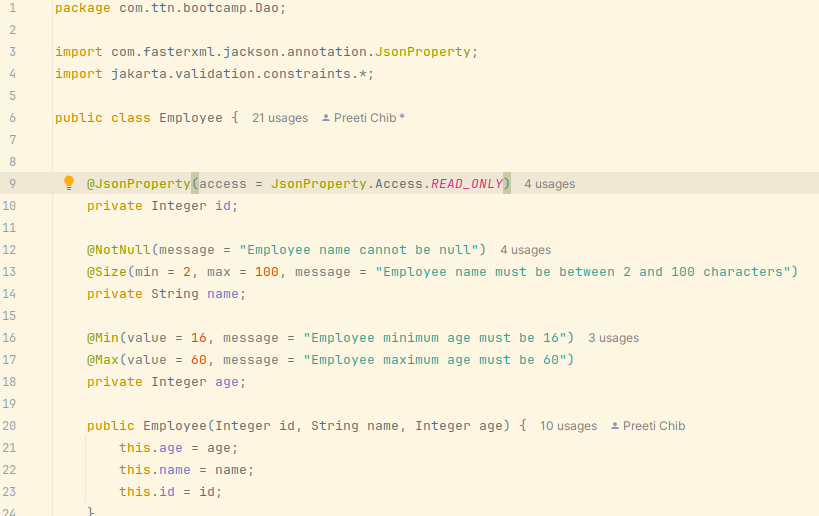 1 package com.ttn.bootcamp.Dao;
2
3 import com.fasterxml.jackson.annotation.JsonProperty;
4 import jakarta.validation.constraints.*;
5
6 public class Employee { 21 usages Preeti Chib *
7
8
9 @JsonProperty(access = JsonProperty.Access.READ_ONLY) 4 usages
10 private Integer id;
11
12 @NotNull(message = "Employee name cannot be null") 4 usages
13 @Size(min = 2, max = 100, message = "Employee name must be between 2 and 100 characters")
14 private String name;
15
16 @Min(value = 16, message = "Employee minimum age must be 16") 3 usages
17 @Max(value = 60, message = "Employee maximum age must be 60")
18 private Integer age;
19
20 public Employee(Integer id, String name, Integer age) { 10 usages Preeti Chib
21 this.age = age;
22 this.name = name;
23 this.id = id;
24 }